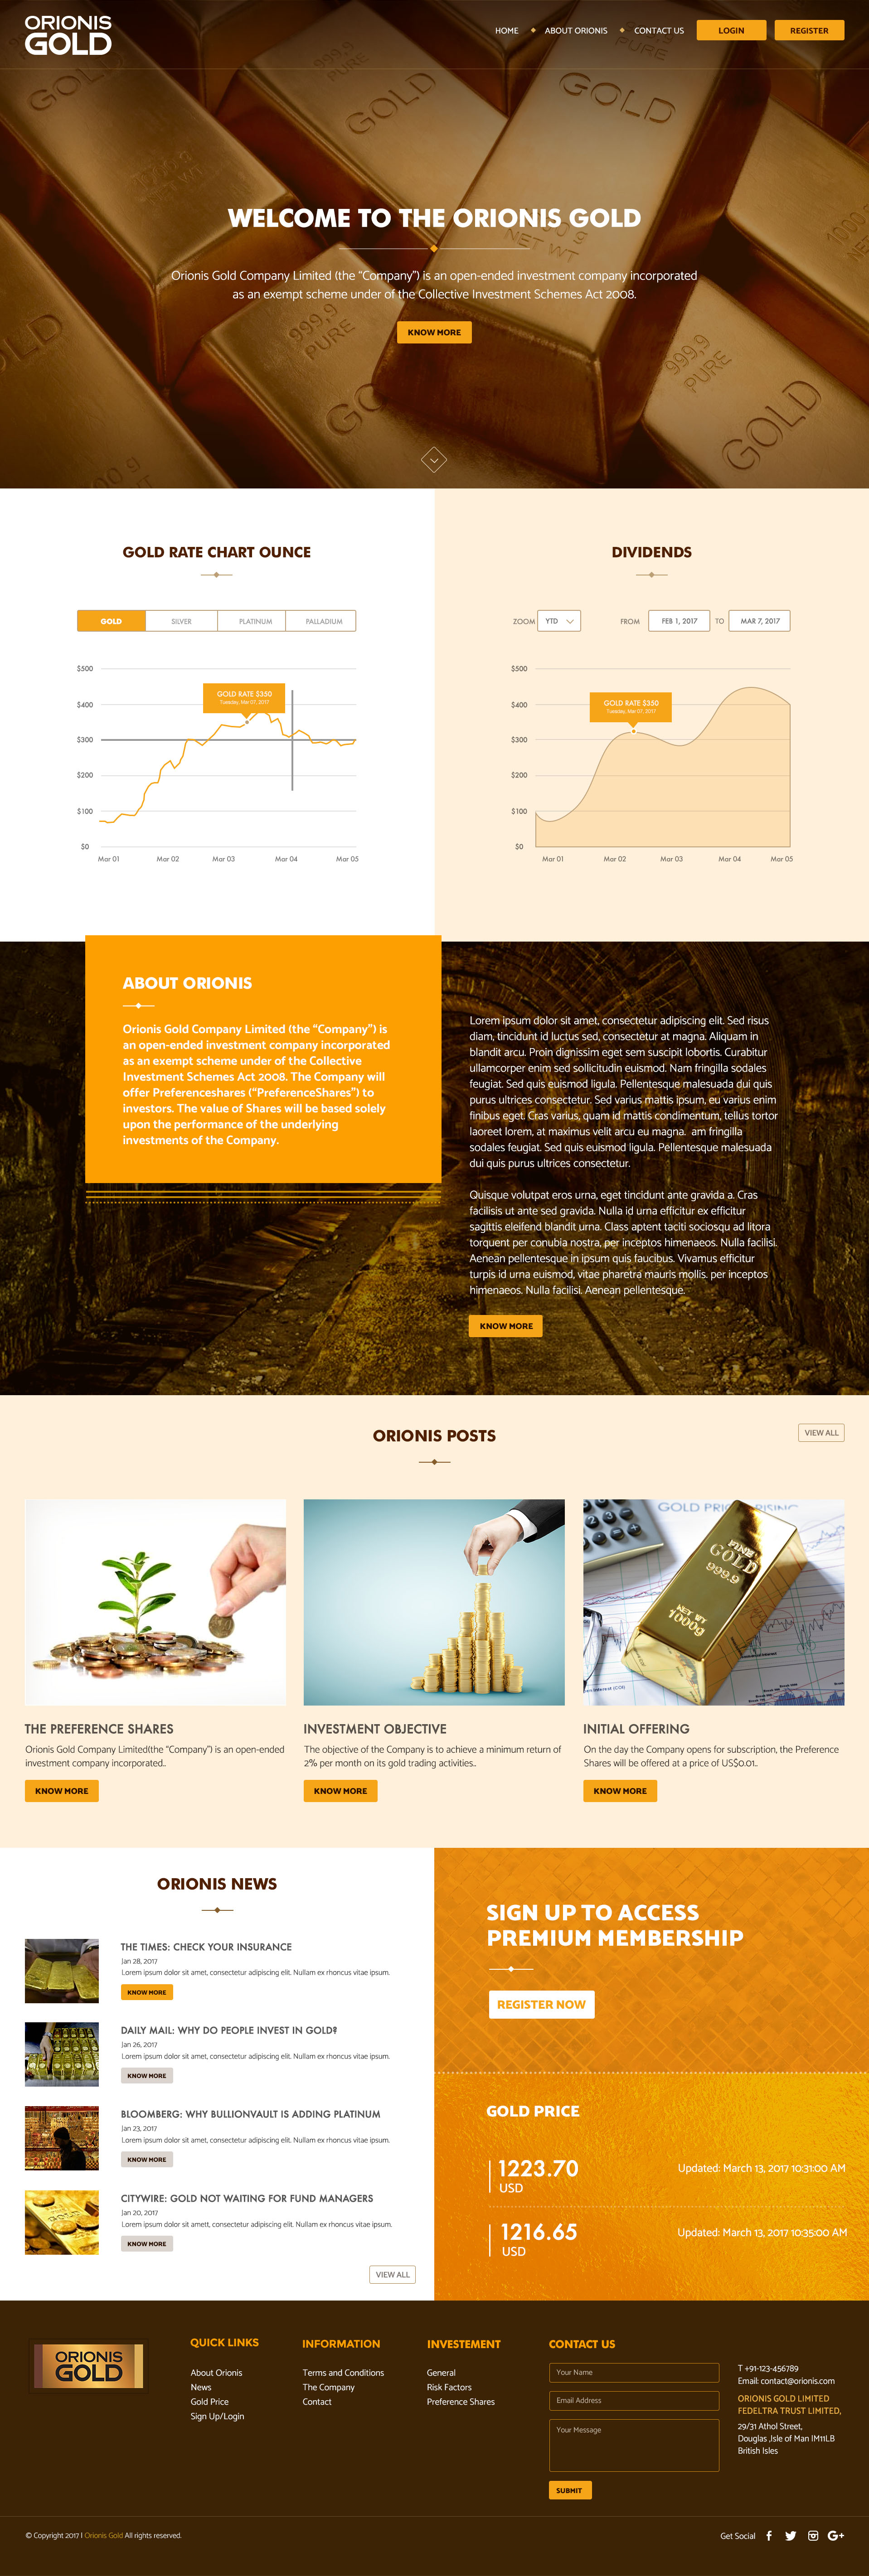 ORIONIS
GOLD
HOME
ABOUT ORIONIS
CONTACT US
LOGIN
REGISTER
GOLD
GOLD
GOLD
PURE
WELCOME TO THE ORIONIS GOLD
NET WT
1000
Orionis Gold Company Limited (the “Company”) is an open-ended investment company incorporated
as an exempt scheme under of the Collective Investment Schemes Act 2008.
KNOW MORE
999,9
PURE
999,9
PURE
GOLD
GOLD RATE CHART OUNCE
GOLD
SILVER
PLATINUM
PALLADIUM
$500
$400
$300
$200
$100
$0
GOLD RATE $350
Tuesday, Mar 07, 2017
Mar 01
Mar 02
Mar 03
Mar 04
Mar 05
DIVIDENDS
ZOOM
YTD
FROM
FEB 1, 2017
TO
MAR 7, 2017
$500
$400
$300
$200
$100
$0
GOLD RATE $350
Tuesday, Mar 07, 2017
Mar 01
Mar 02
Mar 03
Mar 04
Mar 05
ABOUT ORIONIS
Orionis Gold Company Limited (the “Company”) is
an open-ended investment company incorporated
as an exempt scheme under of the Collective
Investment Schemes Act 2008. The Company will
offer Preferenceshares (“PreferenceShares”) to
investors. The value of Shares will be based solely
upon the performance of the underlying
investments of the Company.
Lorem ipsum dolor sit amet, consectetur adipiscing elit. Sed risus
diam, tincidunt id luctus sed, consectetur at magna. Aliquam in
blandit arcu. Proin dignissim eget sem suscipit lobortis. Curabitur
ullamcorper enim sed sollicitudin euismod. Nam fringilla sodales
feugiat. Sed quis euismod ligula. Pellentesque malesuada dui quis
purus ultrices consectetur. Sed varius mattis ipsum, eu varius enim
finibus eget. Cras varius, quam id mattis condimentum, tellus tortor
laoreet lorem, at maximus velit arcu eu magna.  am fringilla
sodales feugiat. Sed quis euismod ligula. Pellentesque malesuada
dui quis purus ultrices consectetur.
Quisque volutpat eros urna, eget tincidunt ante gravida a. Cras
facilisis ut ante sed gravida. Nulla id urna efficitur ex efficitur
sagittis eleifend blandit urna. Class aptent taciti sociosqu ad litora
torquent per conubia nostra, per inceptos himenaeos. Nulla facilisi.
Aenean pellentesque in ipsum quis faucibus. Vivamus efficitur
turpis id urna euismod, vitae pharetra mauris mollis. per inceptos
himenaeos. Nulla facilisi. Aenean pellentesque.
KNOW MORE
ORIONIS POSTS
VIEW ALL
GOLD PRICE RISING
FINE
GOLD
999.9
NET WT
1000g
THE PREFERENCE SHARES
Orionis Gold Company Limited(the “Company”) is an open-ended
investment company incorporated..
KNOW MORE
INVESTMENT OBJECTIVE
The objective of the Company is to achieve a minimum return of
2% per month on its gold trading activities..
KNOW MORE
INITIAL OFFERING
On the day the Company opens for subscription, the Preference
Shares will be offered at a price of US$0.01..
KNOW MORE
ORIONIS NEWS
THE TIMES: CHECK YOUR INSURANCE
Jan 28, 2017
Lorem ipsum dolor sit amet, consectetur adipiscing elit. Nullam ex rhoncus vitae ipsum.
KNOW MORE
DAILY MAIL: WHY DO PEOPLE INVEST IN GOLD?
Jan 26, 2017
Lorem ipsum dolor sit amet, consectetur adipiscing elit. Nullam ex rhoncus vitae ipsum.
KNOW MORE
BLOOMBERG: WHY BULLIONVAULT IS ADDING PLATINUM
Jan 23, 2017
Lorem ipsum dolor sit amet, consectetur adipiscing elit. Nullam ex rhoncus vitae ipsum.
KNOW MORE
CITYWIRE: GOLD NOT WAITING FOR FUND MANAGERS
Jan 20, 2017
Lorem ipsum dolor sit amett, consectetur adipiscing elit. Nullam ex rhoncus vitae ipsum.
KNOW MORE
VIEW ALL
SIGN UP TO ACCESS
PREMIUM MEMBERSHIP
REGISTER NOW
GOLD PRICE
1223.70
USD
Updated: March 13, 2017 10:31:00 AM
1216.65
USD
Updated: March 13, 2017 10:35:00 AM
ORIONIS
GOLD
QUICK LINKS
About Orionis
News
Gold Price
Sign Up/Login
INFORMATION
Terms and Conditions
The Company
Contact
INVESTEMENT
General
Risk Factors
Preference Shares
CONTACT US
Your Name
Email Address
Your Message
SUBMIT
T +91-123-456789
Email: contact@orionis.com
ORIONIS GOLD LIMITED
FEDELTRA TRUST LIMITED,
29/31 Athol Street,
Douglas ,Isle of Man IM11LB
British Isles
© Copyright 2017 | Orionis Gold All rights reserved.
Get Social